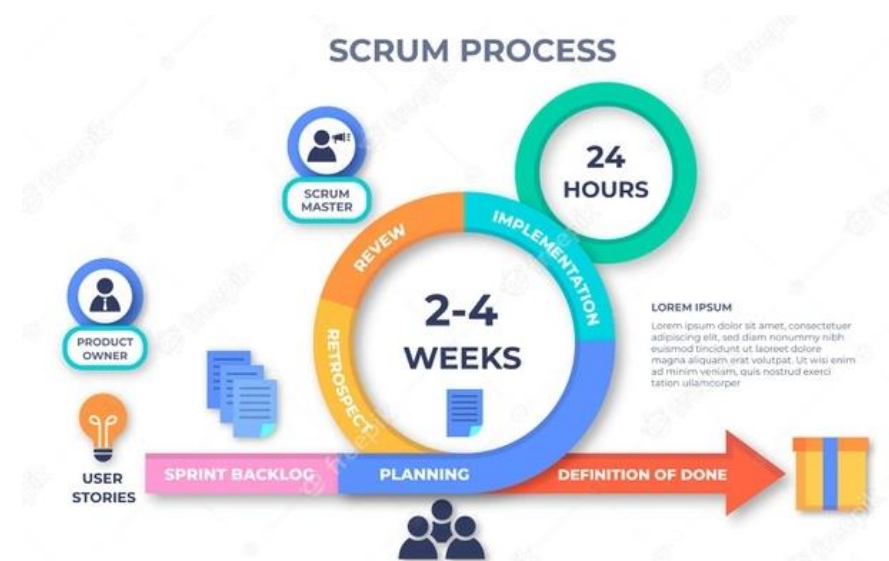 SCRUM PROCESS
24
HOURS
SCRUM
MASTER
REVEW
IMPLEMENTATION
2-4
WEEKS
RETROSPECT
PRODUCT
OWNER
LOREM IPSUM
Lorem ipsum dolor sit amet, consectetuer
adipiscing elit, sed diam nonummy nibh
euismod tincidunt ut laoreet dolore
magna aliquam erat volutpat. Ut wisi enim
ad minim veniam, quis nostrud exerci
tation ullamcorper
USER
STORIES
SPRINT BACKLOG
PLANNING
DEFINITION OF DONE
freepik